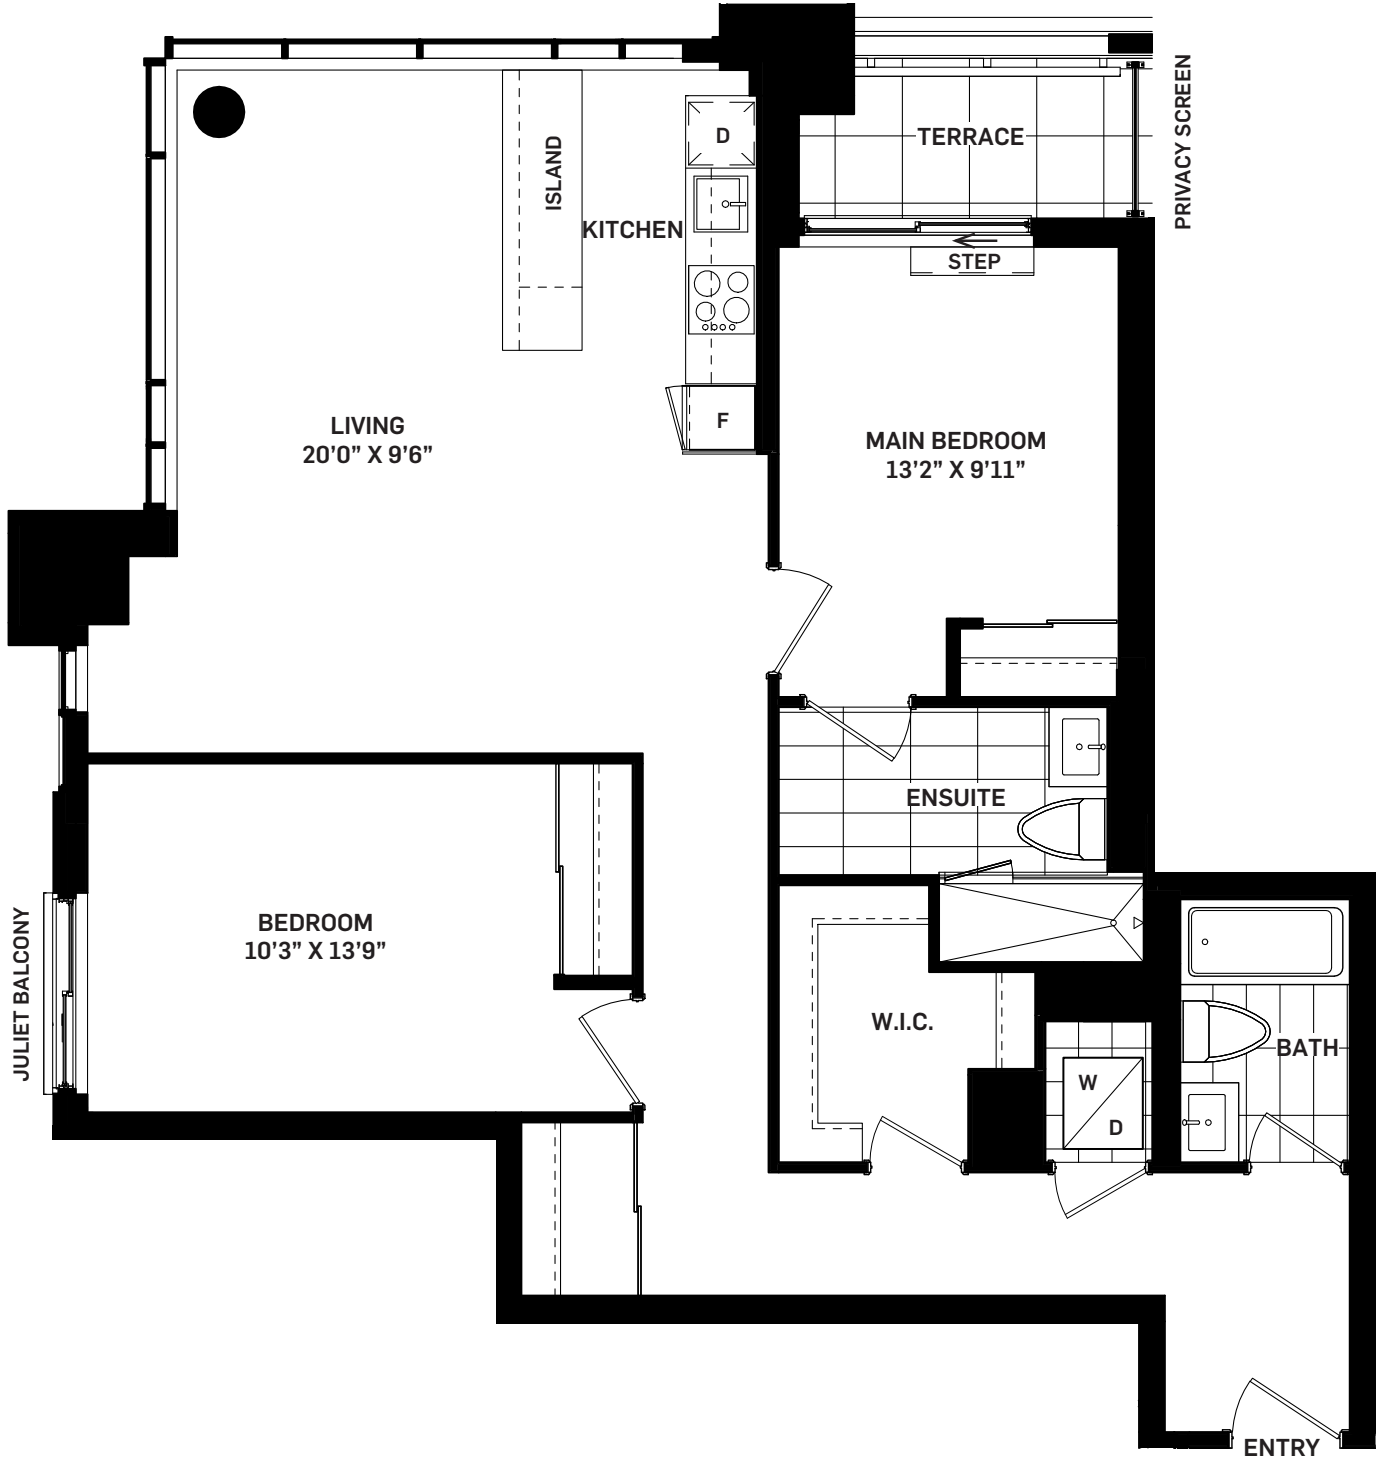 TERRACE
PRIVACY SCREEN
D
ISLAND
KITCHEN
STEP
F
LIVING
20’0” X 9’6”
MAIN BEDROOM
13’2” X 9’11”
ENSUITE
BEDROOM
10’3” X 13’9”
JULIET BALCONY
W.I.C.
BATH
W
D
ENTRY